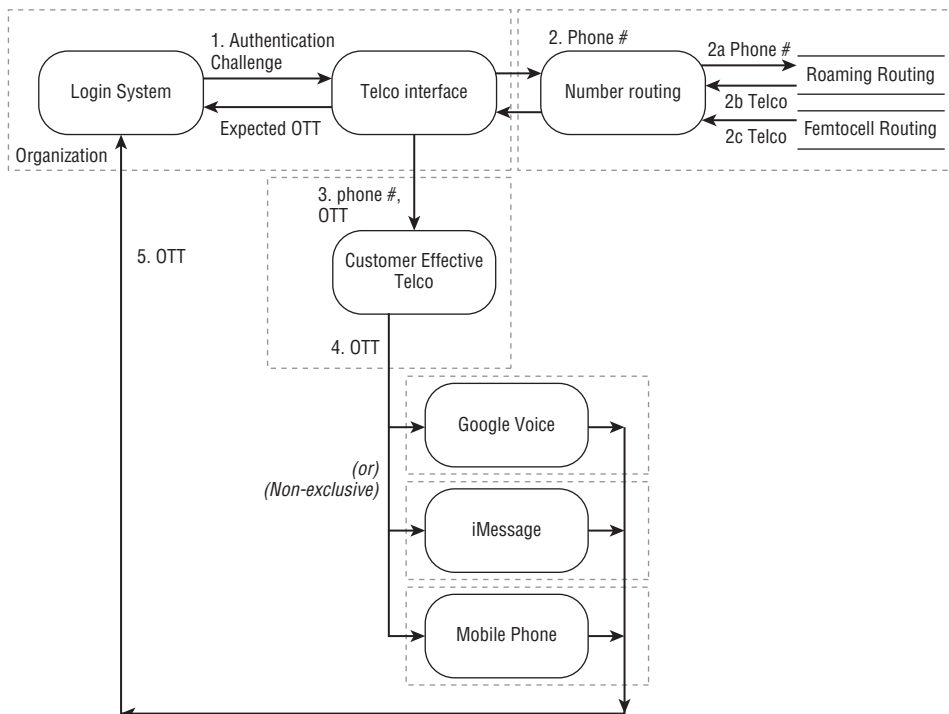 1. Authentication
Challenge
Login System
Telco interface
Expected OTT
Organization
2. Phone #
Number routing
2a Phone #
Roaming Routing
2b Telco
Femtocell Routing
2c Telco
3. phone #,
OTT
Customer Effective
Telco
5. OTT
4. OTT
Google Voice
(or)
(Non-exclusive)
iMessage
Mobile Phone